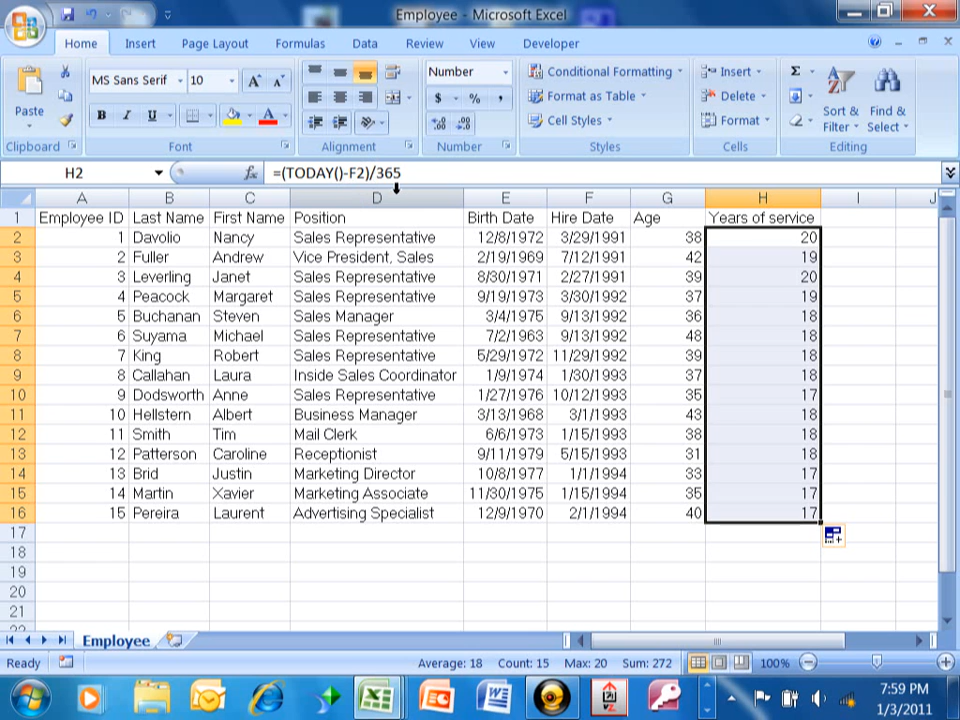 Employee - Microsoft Excel
Home Insert Page Layout Formulas Data Review View Developer
Paste
MS Sans Serif 10
Number
Conditional Formatting
Format as Table
Cell Styles
Insert
Delete
Format
Sort & Filter
Find & Select
Clipboard Font Alignment Number Styles Cells Editing
H2 fx =(TODAY()-F2)/365
A B C D E F G H I J
1 Employee ID Last Name First Name Position Birth Date Hire Date Age Years of service
2 1 Davolio Nancy Sales Representative 12/8/1972 3/29/1991 38 20
3 2 Fuller Andrew Vice President, Sales 2/19/1969 7/12/1991 42 19
4 3 Leverling Janet Sales Representative 8/30/1971 2/27/1991 39 20
5 4 Peacock Margaret Sales Representative 9/19/1973 3/30/1992 37 19
6 5 Buchanan Steven Sales Manager 3/4/1975 9/13/1992 36 18
7 6 Suyama Michael Sales Representative 7/2/1963 9/13/1992 48 18
8 7 King Robert Sales Representative 5/29/1972 11/29/1992 39 18
9 8 Callahan Laura Inside Sales Coordinator 1/9/1974 1/30/1993 37 18
10 9 Dodsworth Anne Sales Representative 1/27/1976 10/12/1993 35 17
11 10 Hellstern Albert Business Manager 3/13/1968 3/1/1993 43 18
12 11 Smith Tim Mail Clerk 6/6/1973 1/15/1993 38 18
13 12 Patterson Caroline Receptionist 9/11/1979 5/15/1993 31 18
14 13 Brid Justin Marketing Director 10/8/1977 1/1/1994 33 17
15 14 Martin Xavier Marketing Associate 11/30/1975 1/15/1994 35 17
16 15 Pereira Laurent Advertising Specialist 12/9/1970 2/1/1994 40 17
17
18
19
20
21
22
Employee
Ready Average: 18 Count: 15 Max: 20 Sum: 272 100%
7:59 PM
1/3/2011